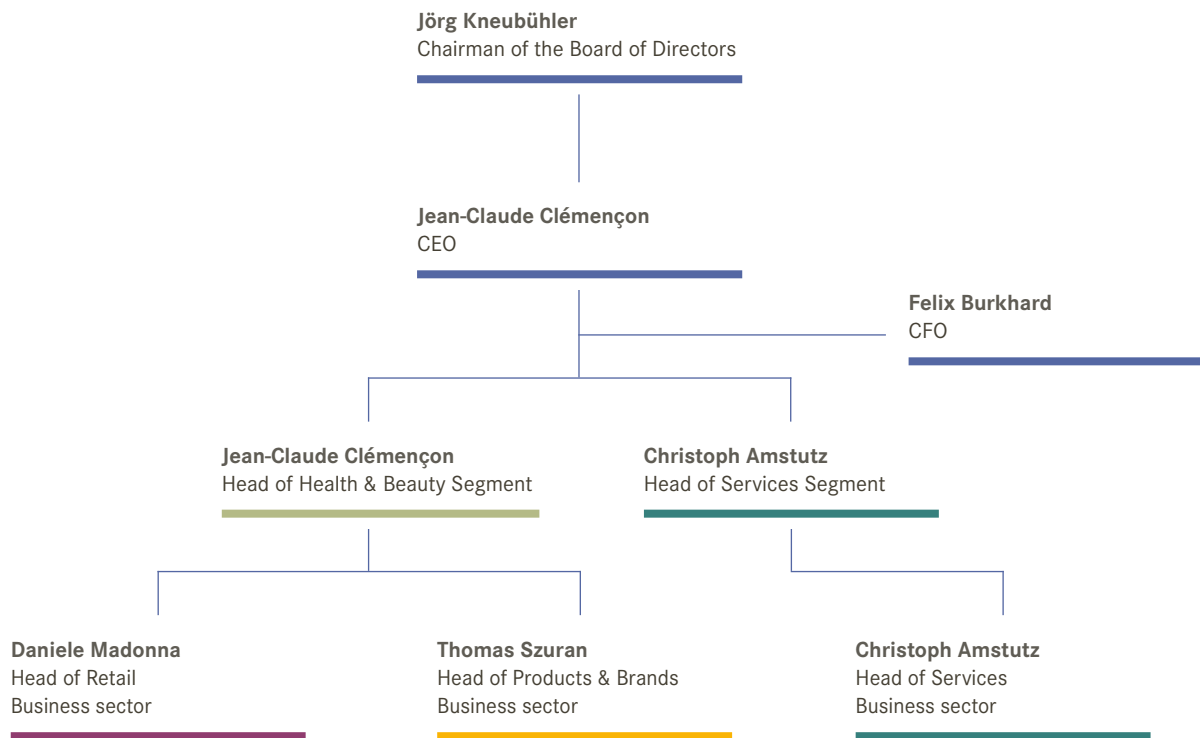 Jörg Kneubühler
Chairman of the Board of Directors
Jean-Claude Clémençon
CEO
Felix Burkhard
CFO
Jean-Claude Clémençon
Head of Health & Beauty Segment
Christoph Amstutz
Head of Services Segment
Daniele Madonna
Head of Retail
Business sector
Thomas Szuran
Head of Products & Brands
Business sector
Christoph Amstutz
Head of Services
Business sector